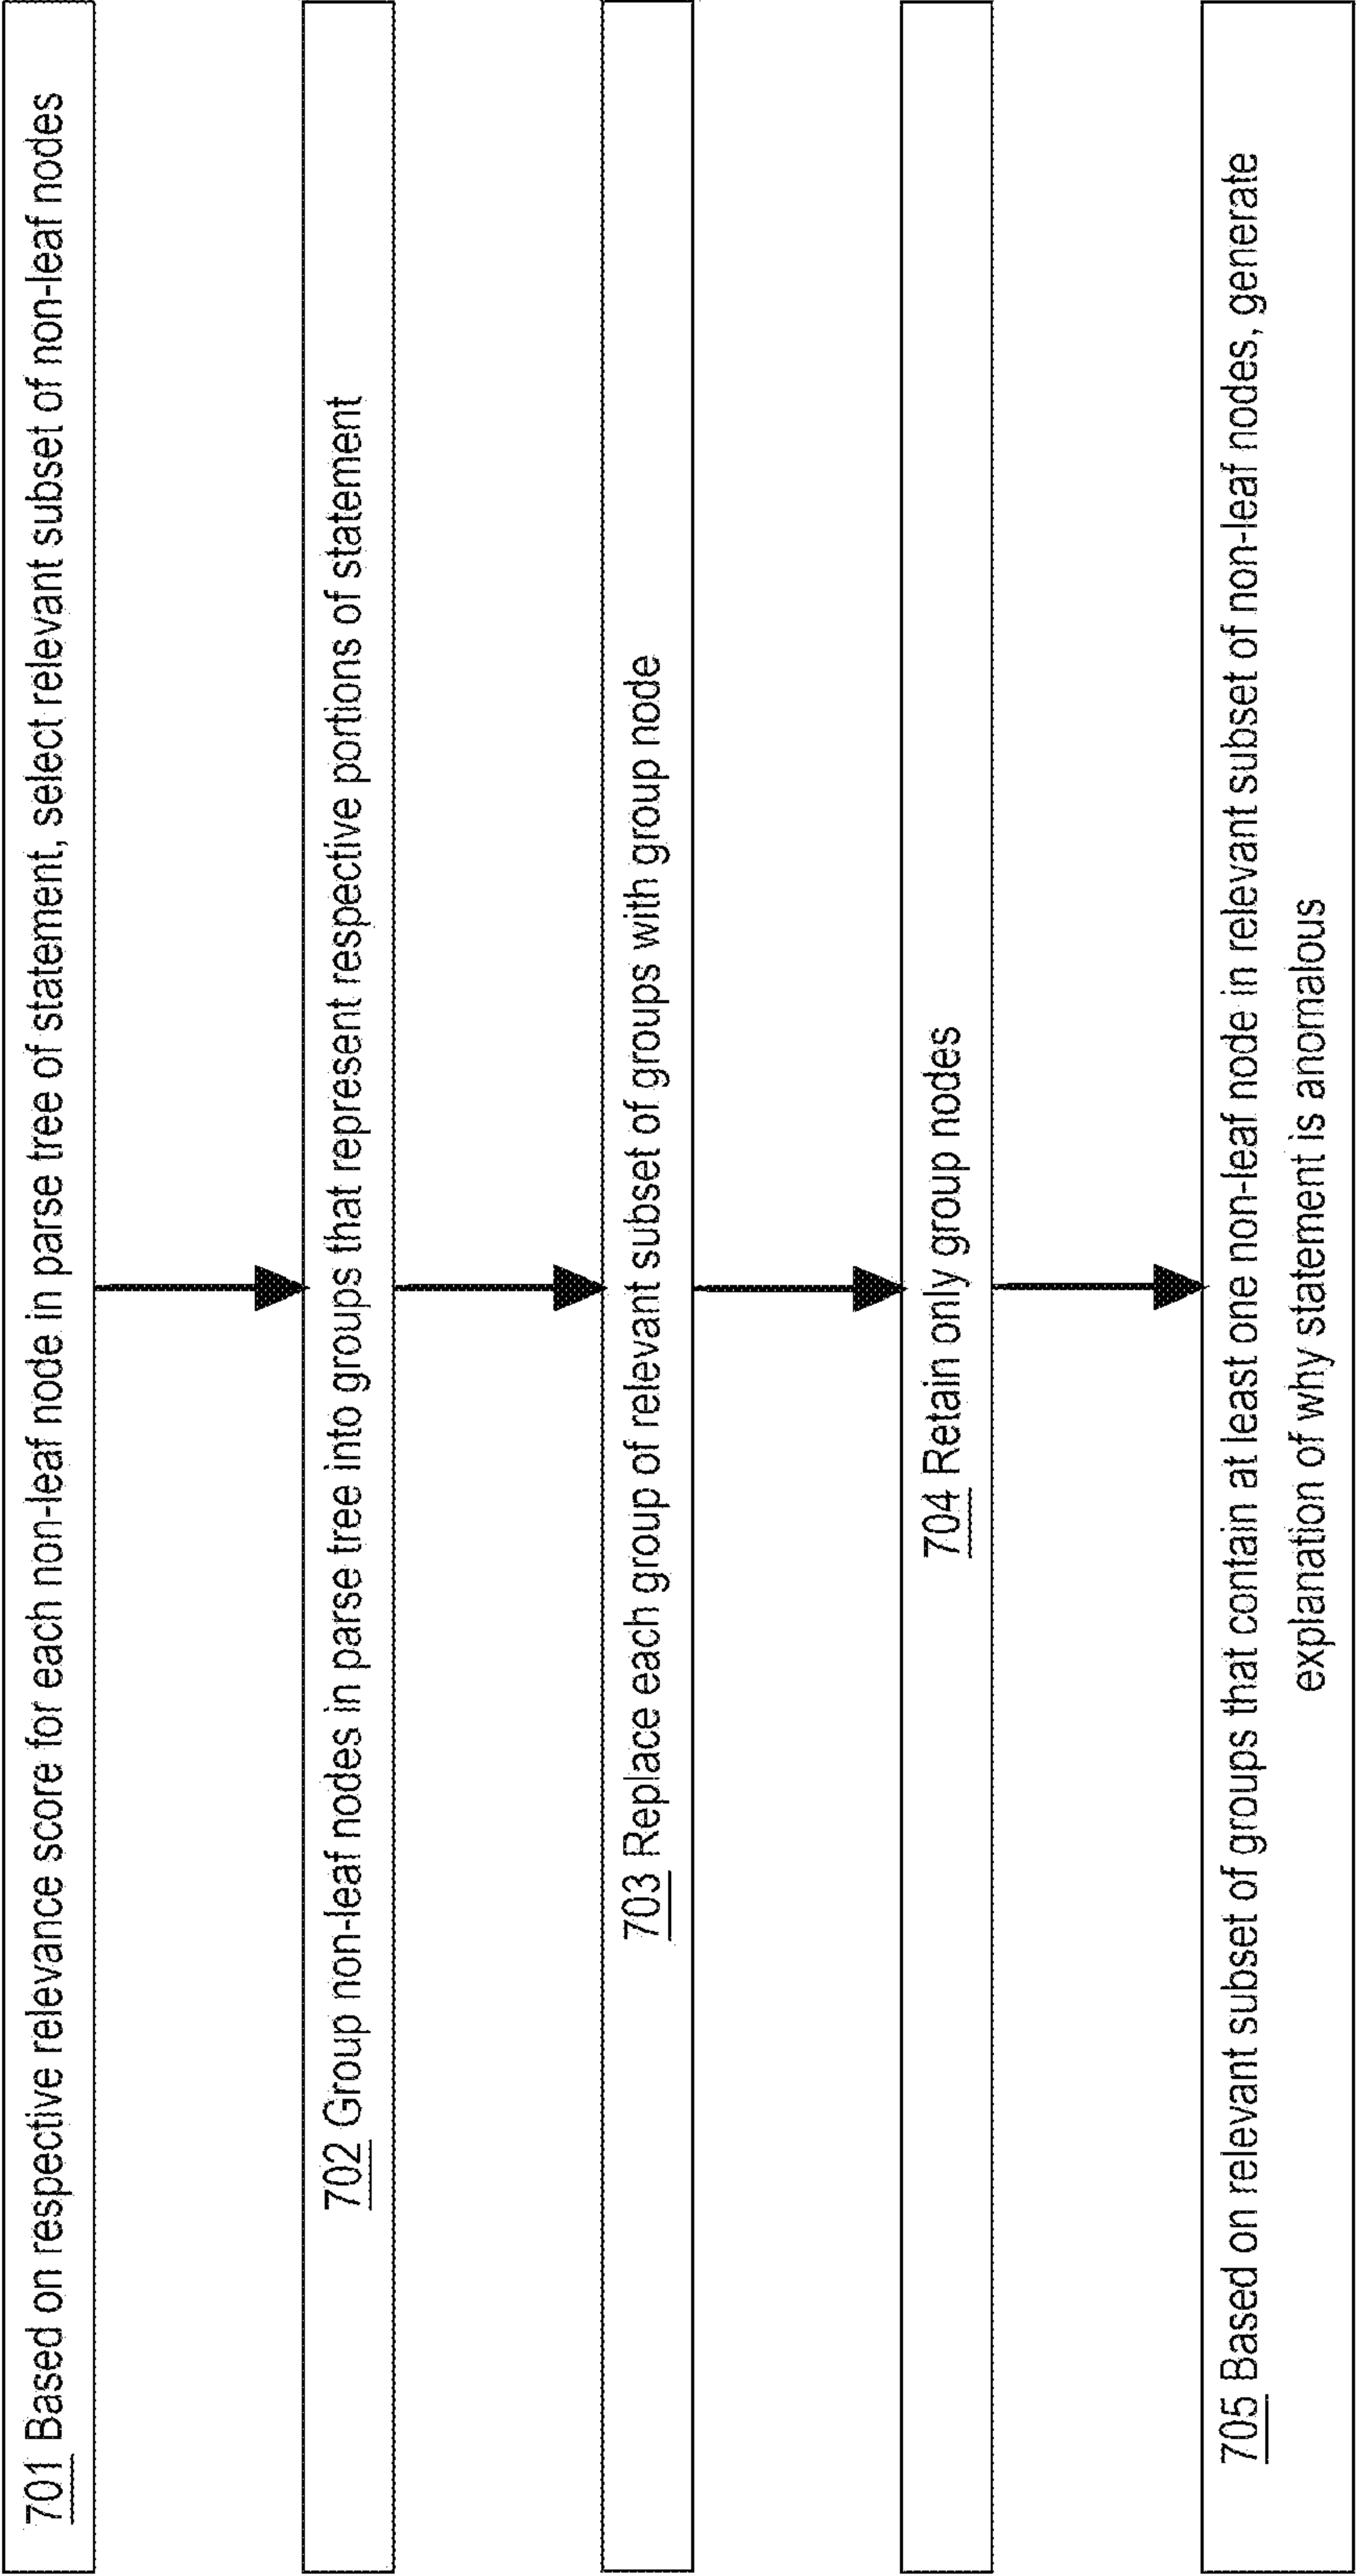 701 Based on respective relevance score for each non-leaf node in parse tree of statement, select relevant subset of non-leaf nodes
702 Group non-leaf nodes in parse tree into groups that represent respective portions of statement
703 Replace each group of relevant subset of groups with group node
704 Retain only group nodes
705 Based on relevant subset of groups that contain at least one non-leaf node in relevant subset of non-leaf nodes, generate
explanation of why statement is anomalous